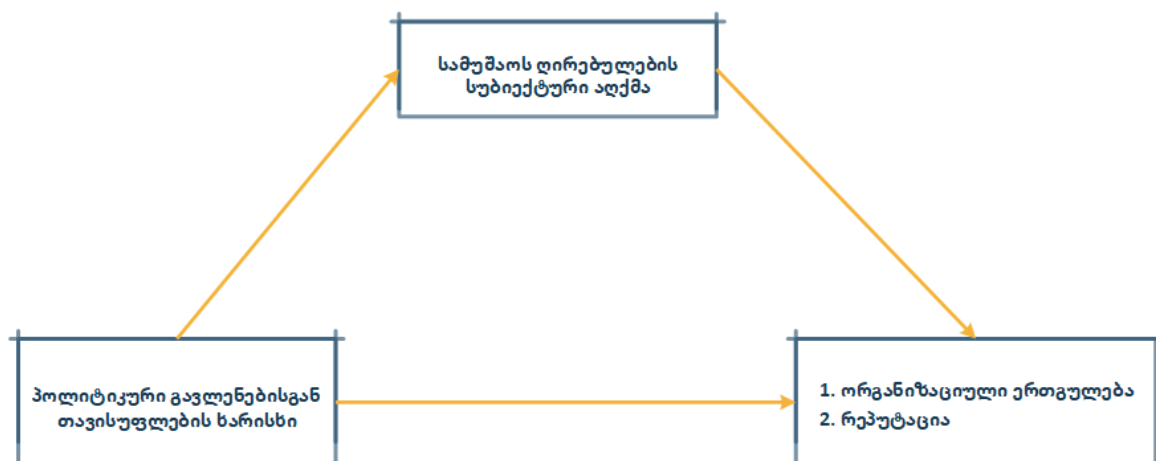 სამუშაოს ღირებულების
სუბიექტური აღქმა
პოლიტიკური გავლენებისგან
თავისუფლების ხარისხი
1. ორგანიზაციული ერთგულება
2. რეპუტაცია